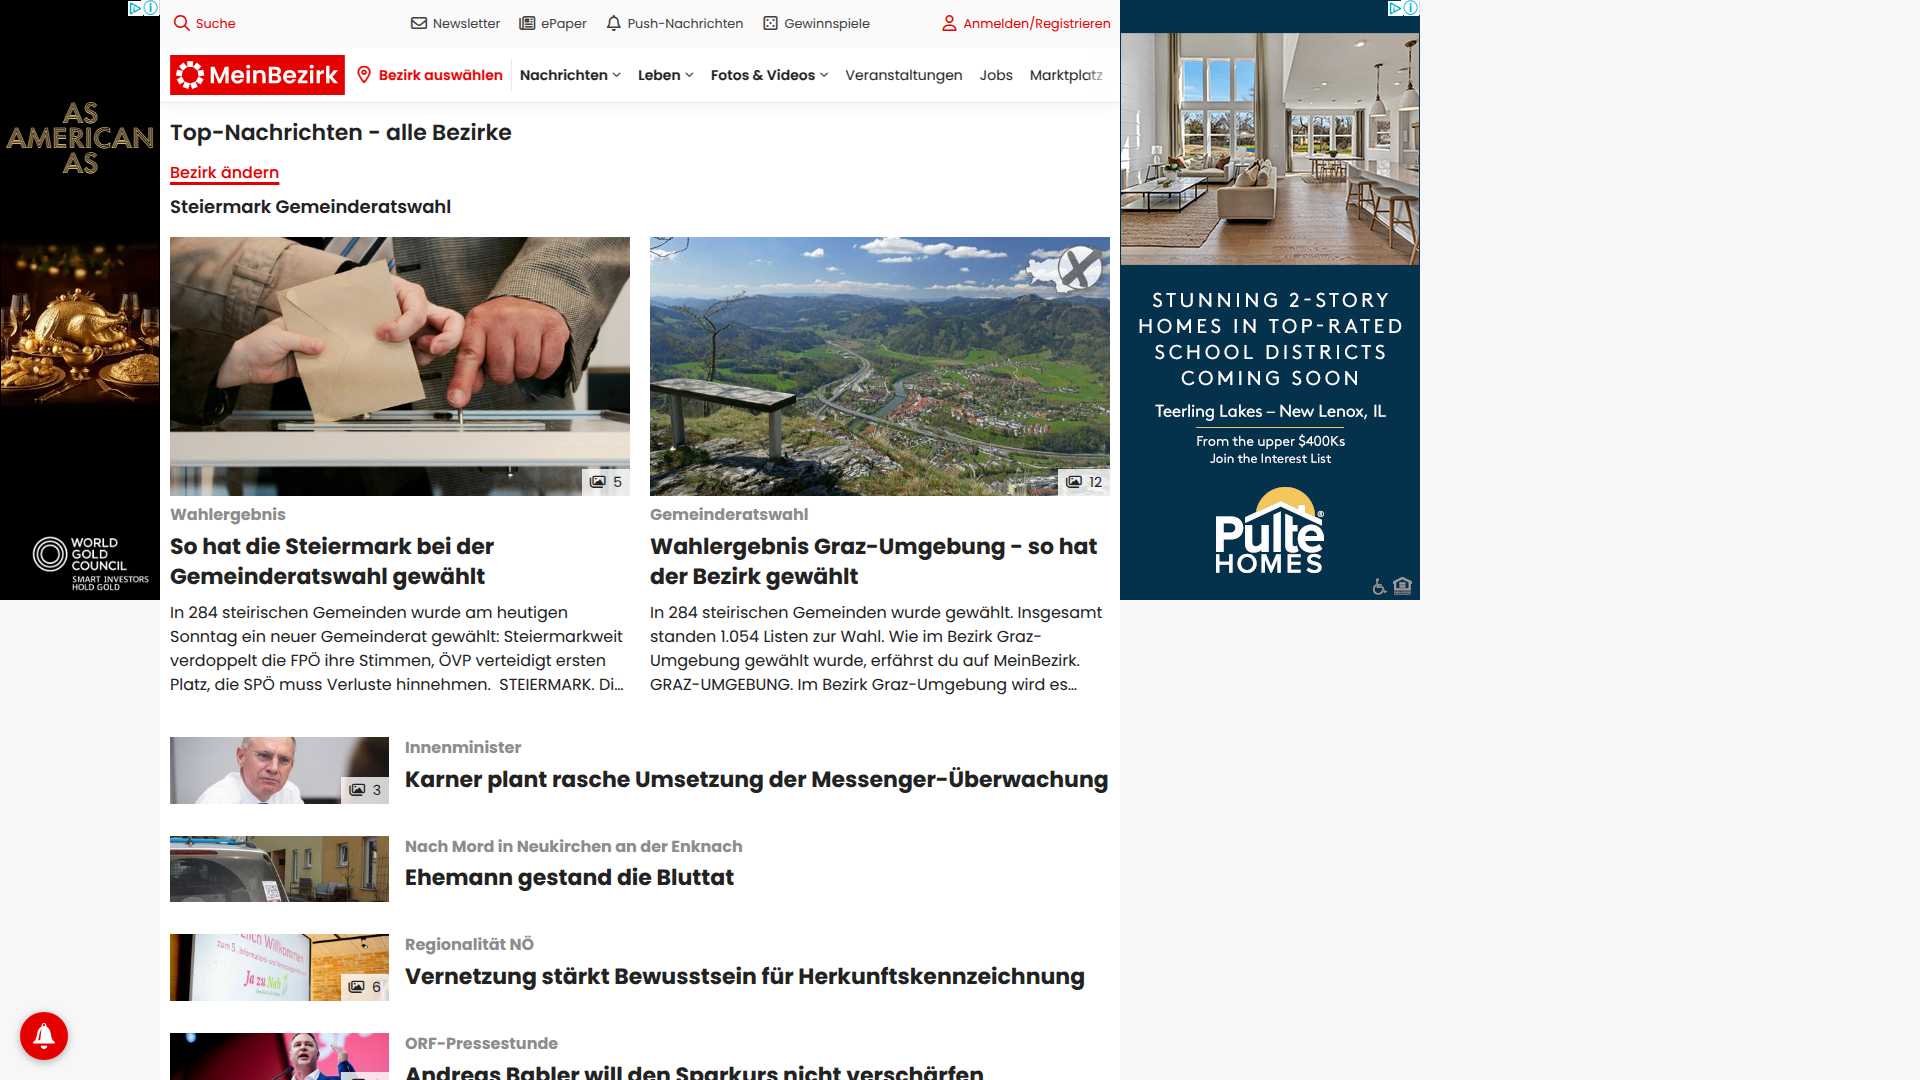 Suche
Newsletter
ePaper
Push-Nachrichten
Gewinnspiele
Anmelden/Registrieren
MeinBezirk
Bezirk auswählen
Nachrichten
Leben
Fotos & Videos
Veranstaltungen
Jobs
Marktplatz
AS
AMERICAN
AS
WORLD
GOLD
COUNCIL
SMART INVESTORS
HOLD GOLD
Top-Nachrichten - alle Bezirke
Bezirk ändern
Steiermark Gemeinderatswahl
5
Wahlergebnis
So hat die Steiermark bei der
Gemeinderatswahl gewählt
In 284 steirischen Gemeinden wurde am heutigen
Sonntag ein neuer Gemeinderat gewählt: Steiermarkweit
verdoppelt die FPÖ ihre Stimmen, ÖVP verteidigt ersten
Platz, die SPÖ muss Verluste hinnehmen.  STEIERMARK. Di...
12
Gemeinderatswahl
Wahlergebnis Graz-Umgebung - so hat
der Bezirk gewählt
In 284 steirischen Gemeinden wurde gewählt. Insgesamt
standen 1.054 Listen zur Wahl. Wie im Bezirk Graz-
Umgebung gewählt wurde, erfährst du auf MeinBezirk.
GRAZ-UMGEBUNG. Im Bezirk Graz-Umgebung wird es...
3
Innenminister
Karner plant rasche Umsetzung der Messenger-Überwachung
Nach Mord in Neukirchen an der Enknach
Ehemann gestand die Bluttat
Willkommen
Ja zu Nah
6
Regionalität NÖ
Vernetzung stärkt Bewusstsein für Herkunftskennzeichnung
ORF-Pressestunde
Andreas Babler will den Sparkurs nicht verschärfen
STUNNING 2-STORY
HOMES IN TOP-RATED
SCHOOL DISTRICTS
COMING SOON
Teerling Lakes – New Lenox, IL
From the upper $400Ks
Join the Interest List
Pulte®
HOMES